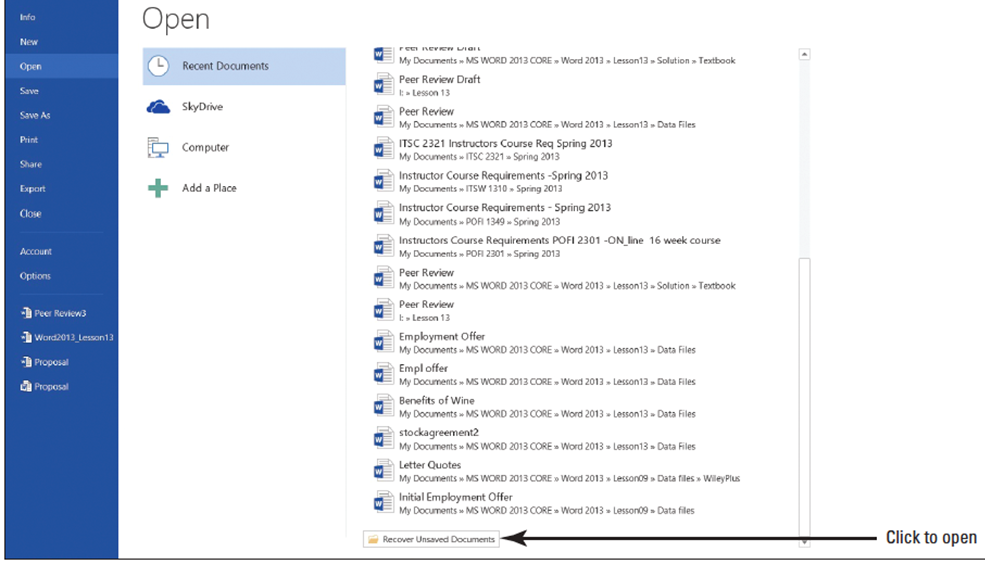 Info
New
Open
Save
Save As
Print
Share
Export
Close
Account
Options
Peer Review3
Word2013_Lesson13
Proposal
Proposal
Open
Recent Documents
SkyDrive
Computer
Add a Place
Peer Review Draft
My Documents » MS WORD 2013 CORE » Word 2013 » Lesson13 » Solution » Textbook
Peer Review Draft
I: » Lesson 13
Peer Review
My Documents » MS WORD 2013 CORE » Word 2013 » Lesson13 » Data Files
ITSC 2321 Instructors Course Req Spring 2013
My Documents » ITSC 2321 » Spring 2013
Instructor Course Requirements -Spring 2013
My Documents » ITSW 1310 » Spring 2013
Instructor Course Requirements - Spring 2013
My Documents » POFI 1349 » Spring 2013
Instructors Course Requirements POFI 2301 -ON_line 16 week course
My Documents » POFI 2301 » Spring 2013
Peer Review
My Documents » MS WORD 2013 CORE » Word 2013 » Lesson13 » Solution » Textbook
Peer Review
I: » Lesson 13
Employment Offer
My Documents » MS WORD 2013 CORE » Word 2013 » Lesson13 » Data Files
Empl offer
My Documents » MS WORD 2013 CORE » Word 2013 » Lesson13 » Data Files
Benefits of Wine
My Documents » MS WORD 2013 CORE » Word 2013 » Lesson13 » Data Files
stockagreement2
My Documents » MS WORD 2013 CORE » Word 2013 » Lesson13 » Data Files
Letter Quotes
My Documents » MS WORD 2013 CORE » Word 2013 » Lesson09 » Data files » WileyPlus
Initial Employment Offer
My Documents » MS WORD 2013 CORE » Word 2013 » Lesson09 » Data files
Recover Unsaved Documents
Click to open